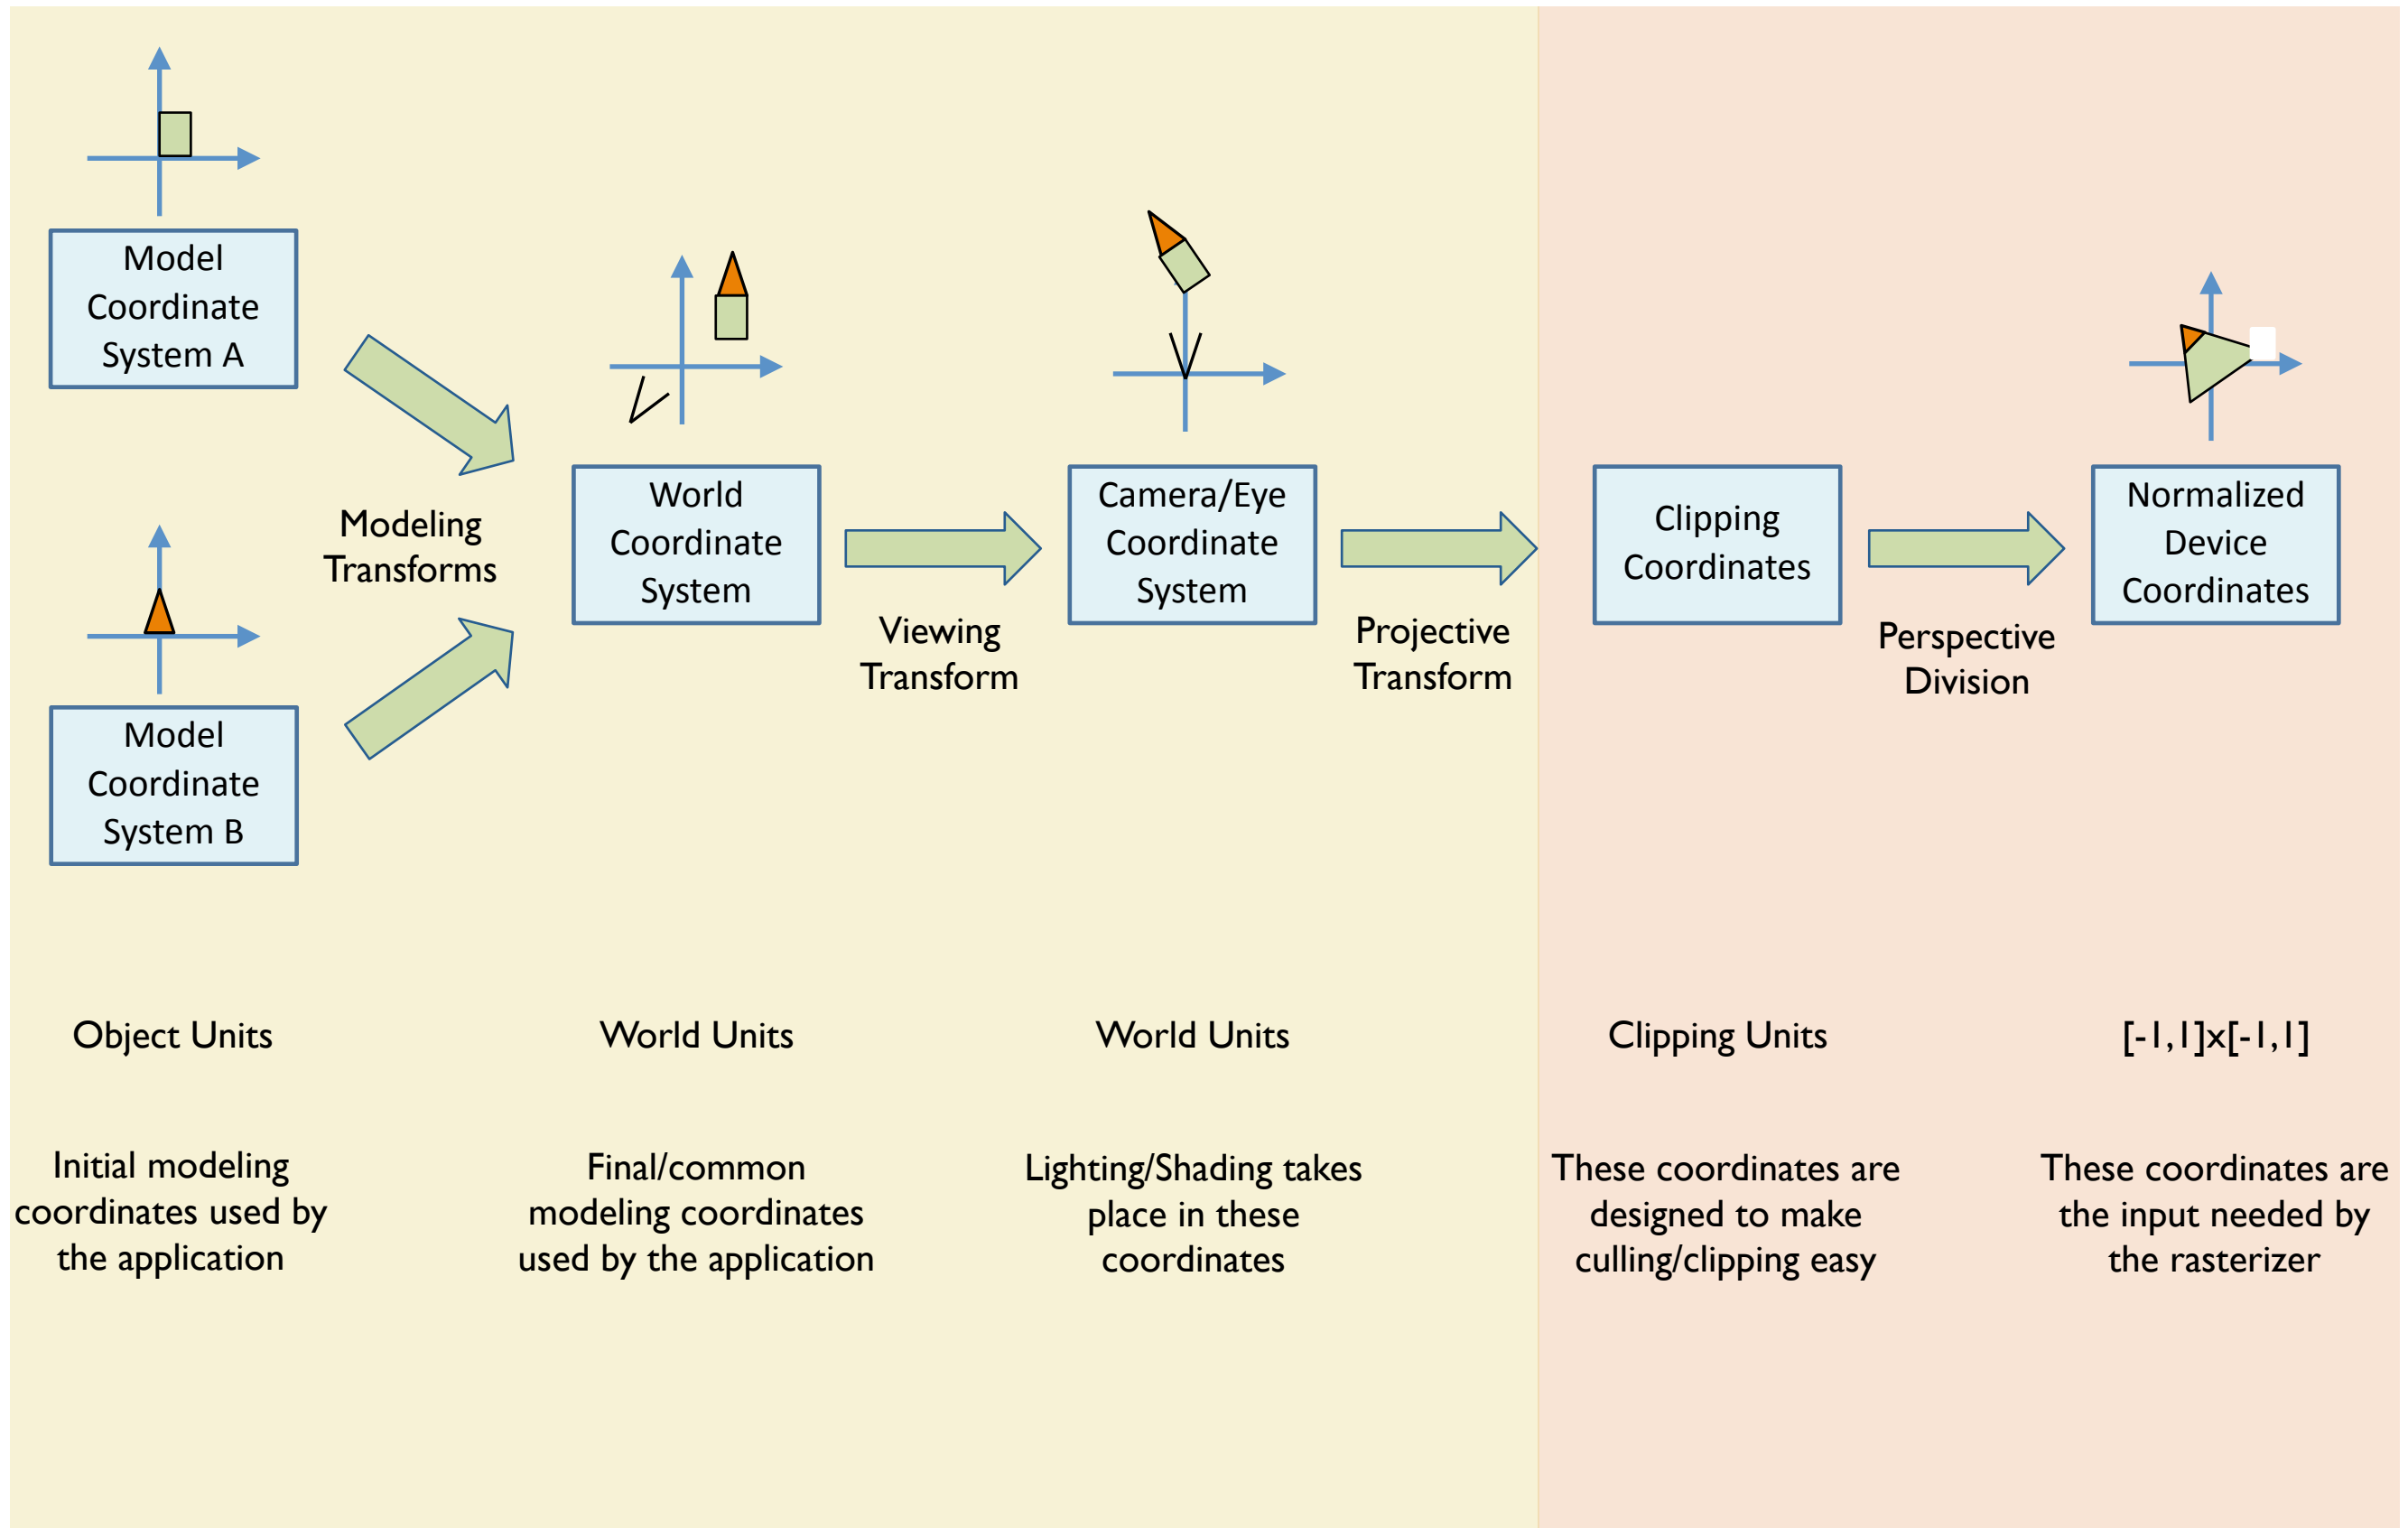 Model
Coordinate
System A
Model
Coordinate
System B
Modeling
Transforms
World
Coordinate
System
Viewing
Transform
Camera/Eye
Coordinate
System
Projective
Transform
Clipping
Coordinates
Perspective
Division
Normalized
Device
Coordinates
Object Units
World Units
World Units
Clipping Units
[-1,1]x[-1,1]
Initial modeling
coordinates used by
the application
Final/common
modeling coordinates
used by the application
Lighting/Shading takes
place in these
coordinates
These coordinates are
designed to make
culling/clipping easy
These coordinates are
the input needed by
the rasterizer